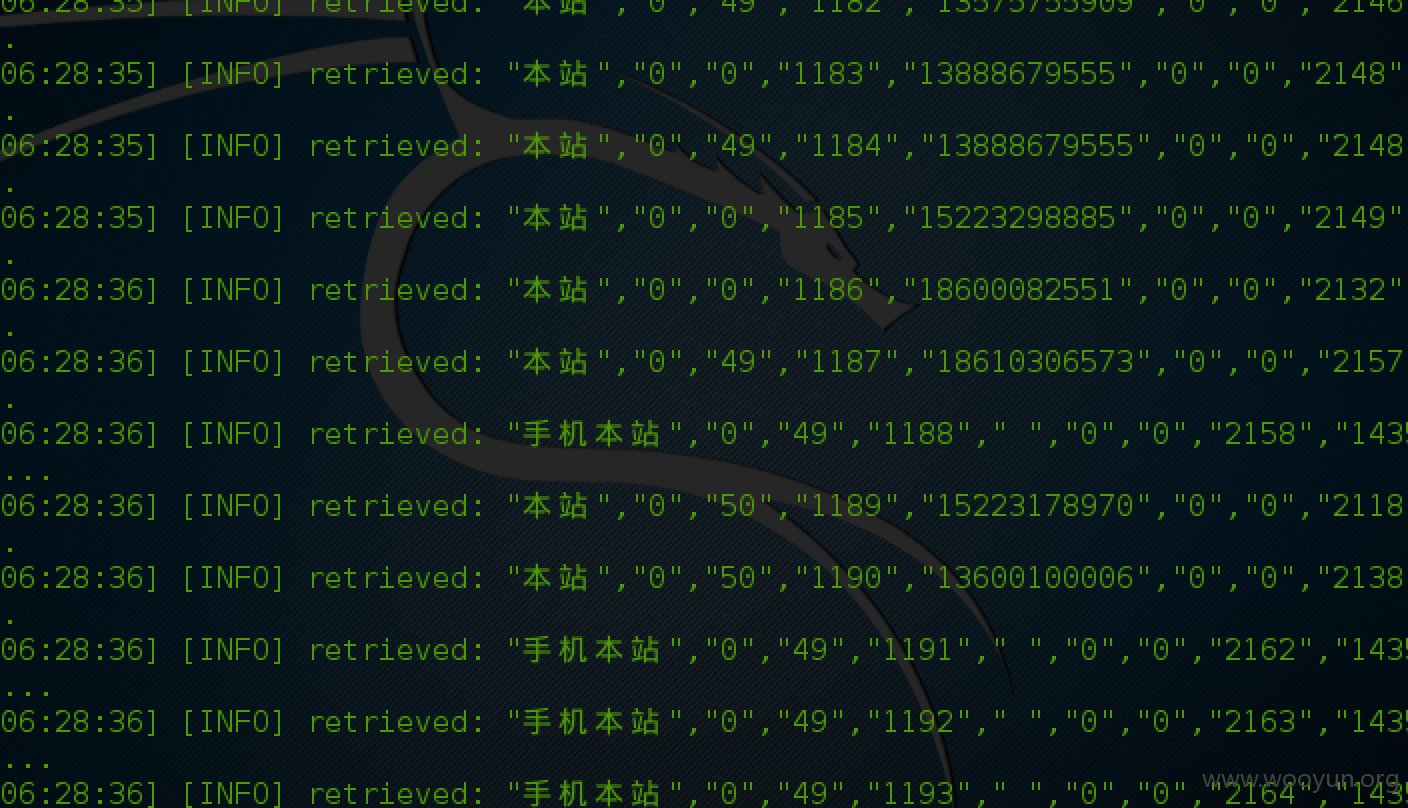 06:28:35] [INFO] retrieved: "本站","0","49","1182","13575755909","0","0","2146
.
06:28:35] [INFO] retrieved: "本站","0","0","1183","13888679555","0","0","2148"
.
06:28:35] [INFO] retrieved: "本站","0","49","1184","13888679555","0","0","2148
.
06:28:35] [INFO] retrieved: "本站","0","0","1185","15223298885","0","0","2149"
.
06:28:36] [INFO] retrieved: "本站","0","0","1186","18600082551","0","0","2132"
.
06:28:36] [INFO] retrieved: "本站","0","49","1187","18610306573","0","0","2157
.
06:28:36] [INFO] retrieved: "手机本站","0","49","1188"," ","0","0","2158","1435
...
06:28:36] [INFO] retrieved: "本站","0","50","1189","15223178970","0","0","2118
.
06:28:36] [INFO] retrieved: "本站","0","50","1190","13600100006","0","0","2138
.
06:28:36] [INFO] retrieved: "手机本站","0","49","1191"," ","0","0","2162","1435
...
06:28:36] [INFO] retrieved: "手机本站","0","49","1192"," ","0","0","2163","1435
...
06:28:36] [INFO] retrieved: "手机本站","0","49","1193"," ","0","0","2164","1435
www.wooyun.org